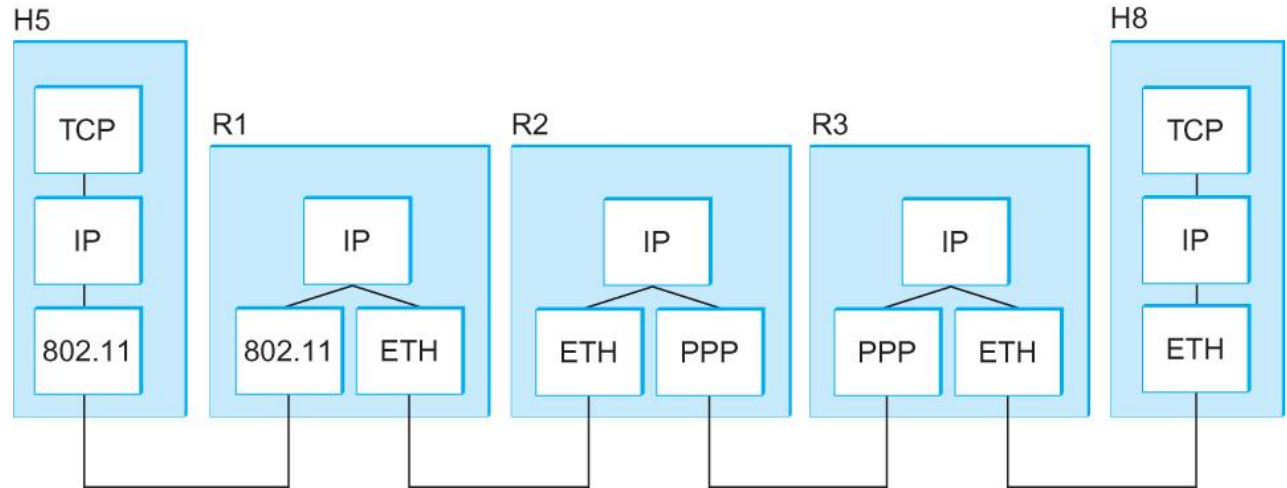 H5
H8
R1
R2
R3
TCP
TCP
IP
IP
IP
IP
IP
802.11
802.11
ETH
ETH
PPP
PPP
ETH
ETH